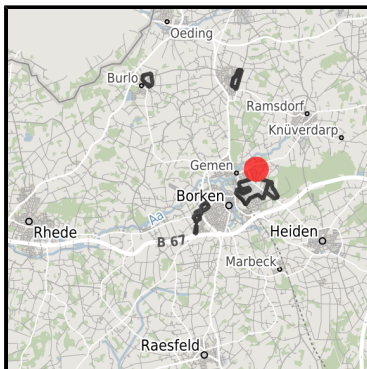 Oeding
Burlo
Ramsdorf
Knüverdarp
Gemen
Borken
Aa
Rhede
B 67
Heiden
Marbeck
Raesfeld